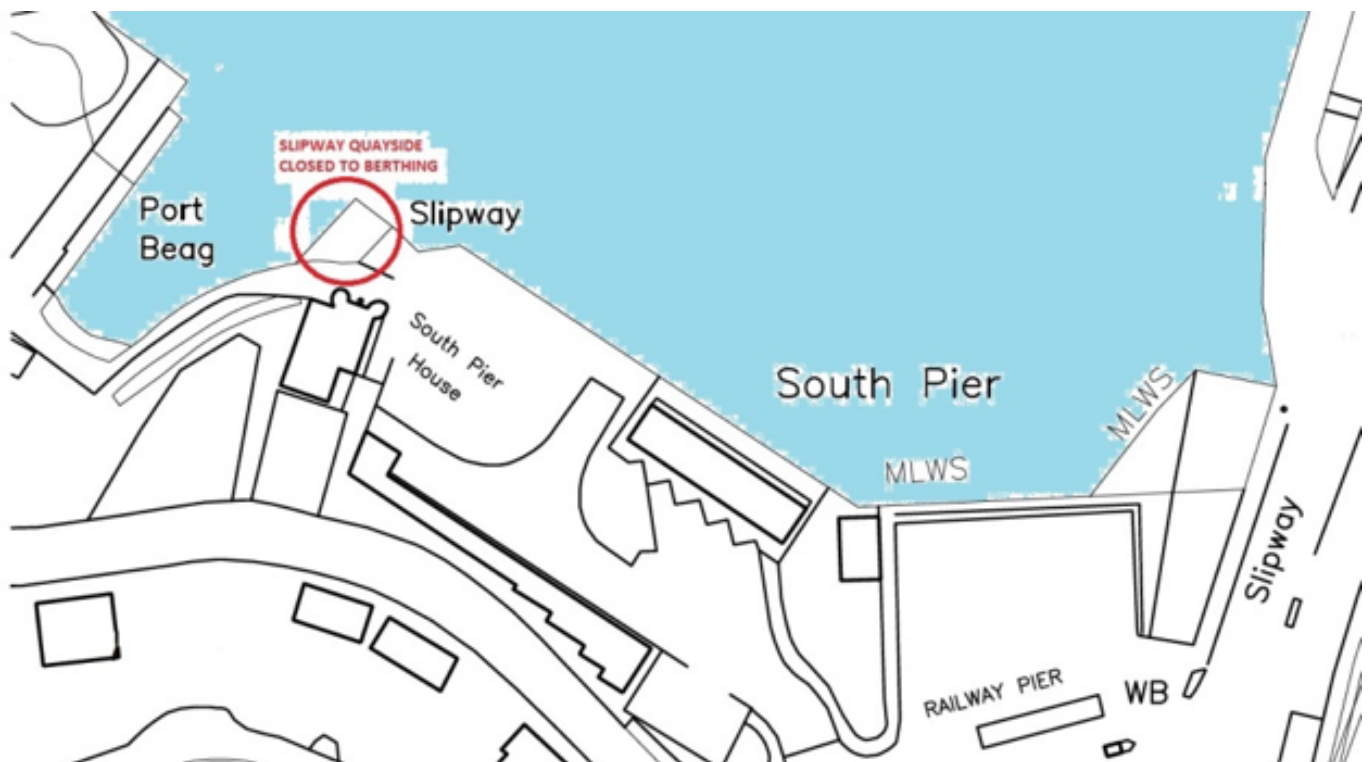 SLIPWAY QUAYSIDE
CLOSED TO BERTHING
Port
Beag
Slipway
South Pier
House
South Pier
MLWS
MLWS
Slipway
RAILWAY PIER
WB